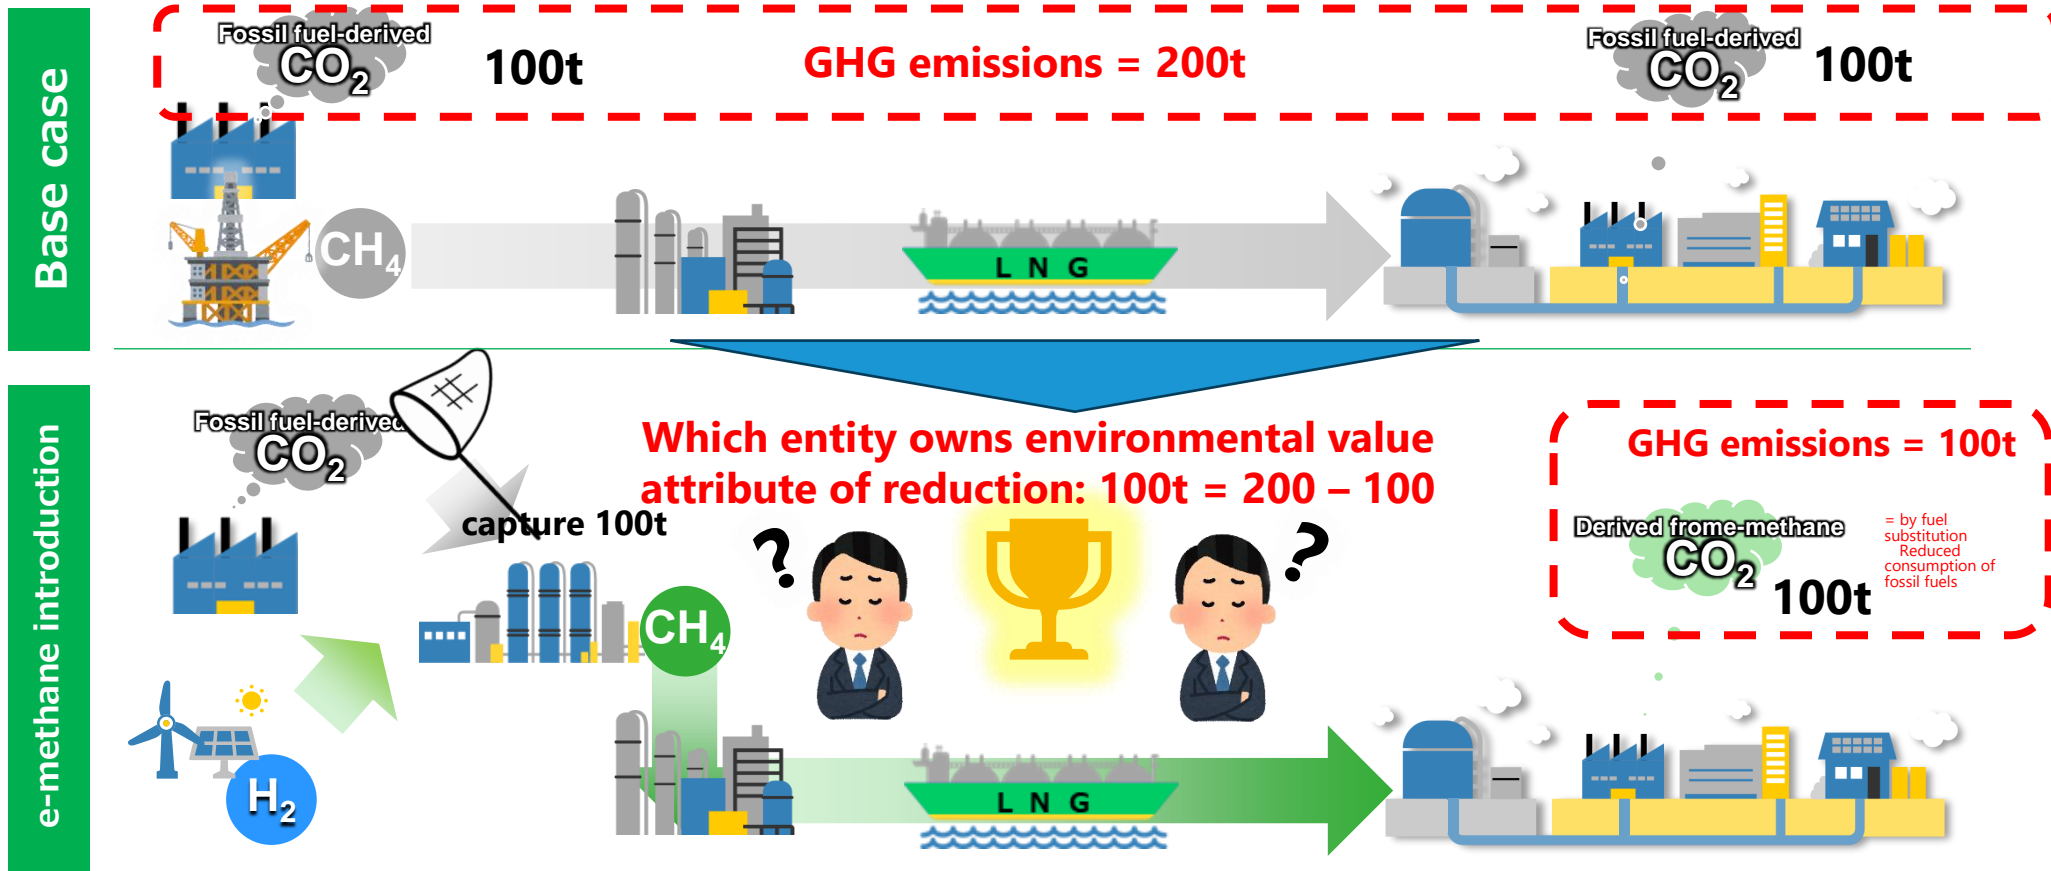 Base case
Fossil fuel-derived
CO2
100t
GHG emissions = 200t
Fossil fuel-derived
CO2
100t
CH4
L N G
e-methane introduction
Fossil fuel-derived
CO2
capture 100t
Which entity owns environmental value
attribute of reduction: 100t = 200 – 100
GHG emissions = 100t
Derived frome-methane
CO2
100t
= by fuel
substitution
Reduced
consumption of
fossil fuels
?
?
CH4
H2
L N G